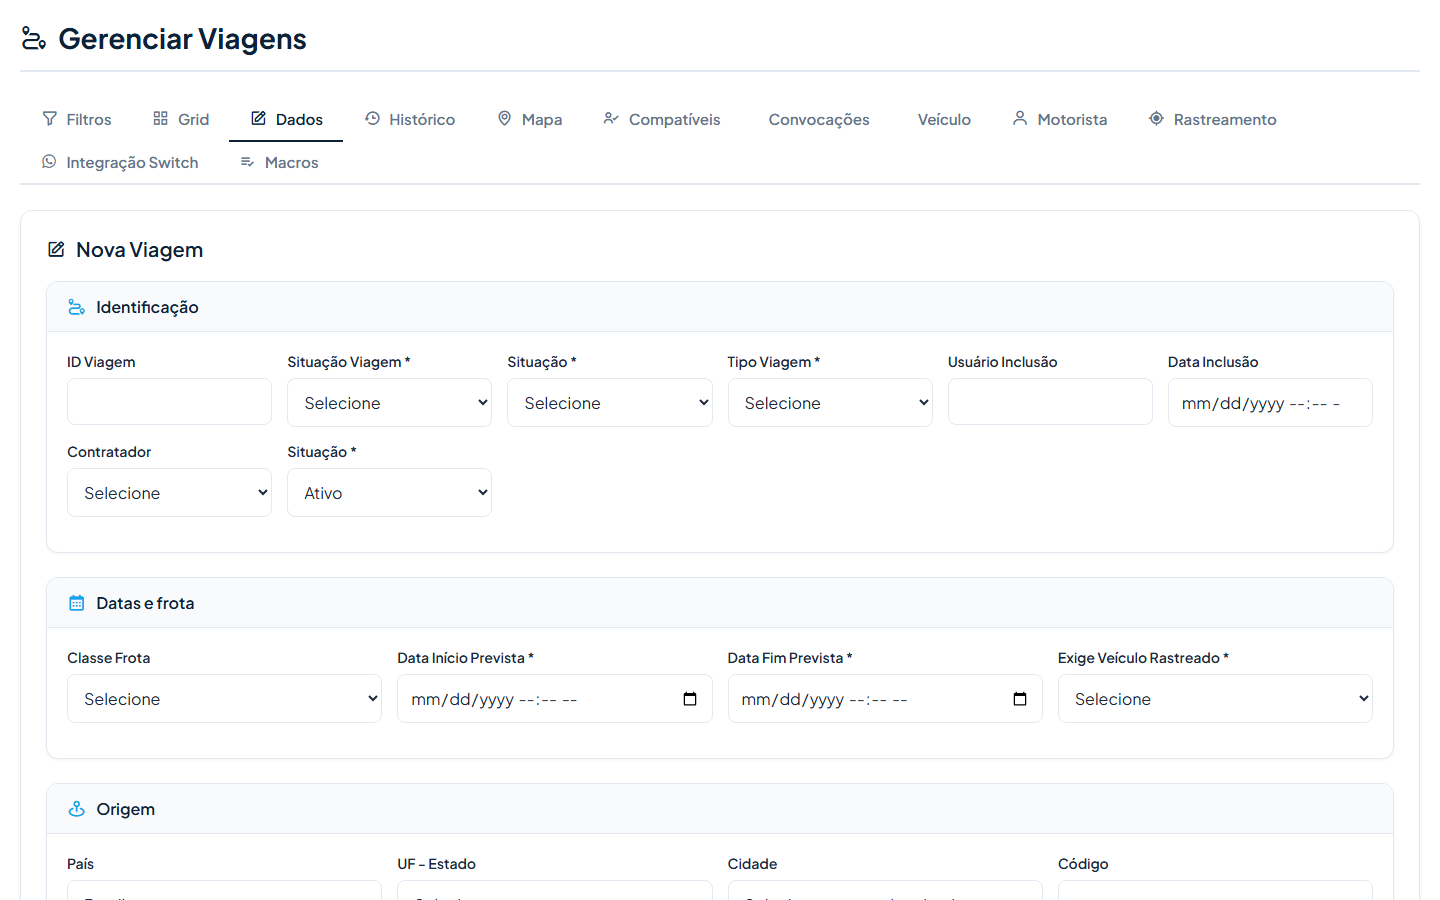 Gerenciar Viagens
Filtros Grid Dados Histórico Mapa Compatíveis Convocações Veículo Motorista Rastreamento
Integração Switch Macros
Nova Viagem
Identificação
ID Viagem Situação Viagem * Situação * Tipo Viagem * Usuário Inclusão Data Inclusão
Selecione Selecione Selecione mm/dd/yyyy --:-- -
Contratador Situação *
Selecione Ativo
Datas e frota
Classe Frota Data Início Prevista * Data Fim Prevista * Exige Veículo Rastreado *
Selecione mm/dd/yyyy --:-- -- mm/dd/yyyy --:-- -- Selecione
Origem
País UF - Estado Cidade Código